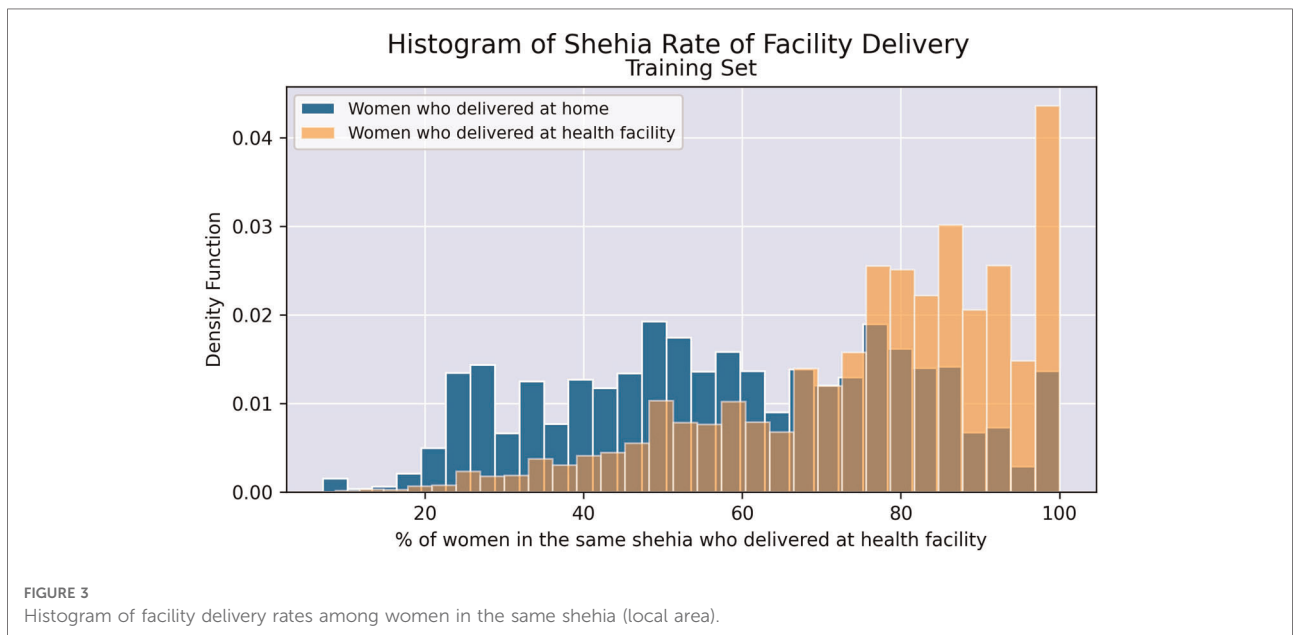 Histogram of Shehia Rate of Facility Delivery
Training Set
Women who delivered at home
Women who delivered at health facility
Density Function
0.04
0.03
0.02
0.01
0.00
20 40 60 80 100
% of women in the same shehia who delivered at health facility
FIGURE 3
Histogram of facility delivery rates among women in the same shehia (local area).